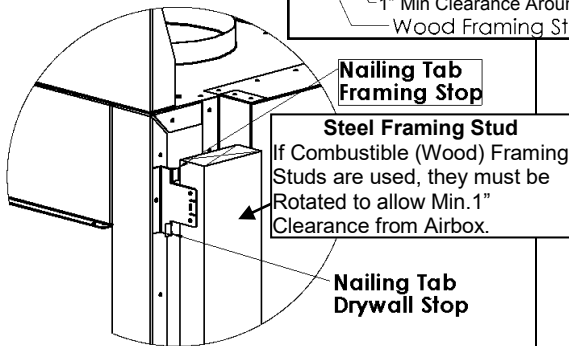 1" Min Clearance Aroun
Wood Framing St
Nailing Tab
Framing Stop
Steel Framing Stud
If Combustible (Wood) Framing
Studs are used, they must be
Rotated to allow Min.1"
Clearance from Airbox.
Nailing Tab
Drywall Stop